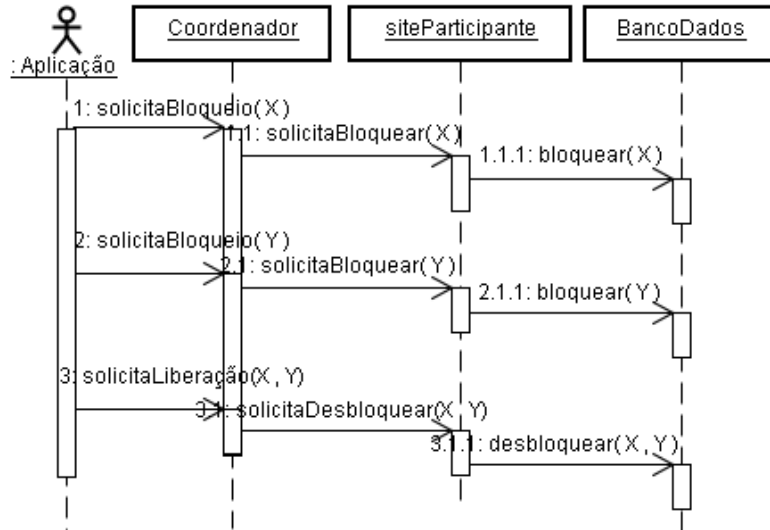 Coordenador
siteParticipante
BancoDados
: Aplicação
1: solicitaBloqueio(X)
1.1: solicitaBloquear(X)
1.1.1: bloquear(X)
2: solicitaBloqueio(Y)
2.1: solicitaBloquear(Y)
2.1.1: bloquear(Y)
3: solicitaLiberação(X, Y)
3.1: solicitaDesbloquear(X, Y)
3.1.1: desbloquear(X, Y)